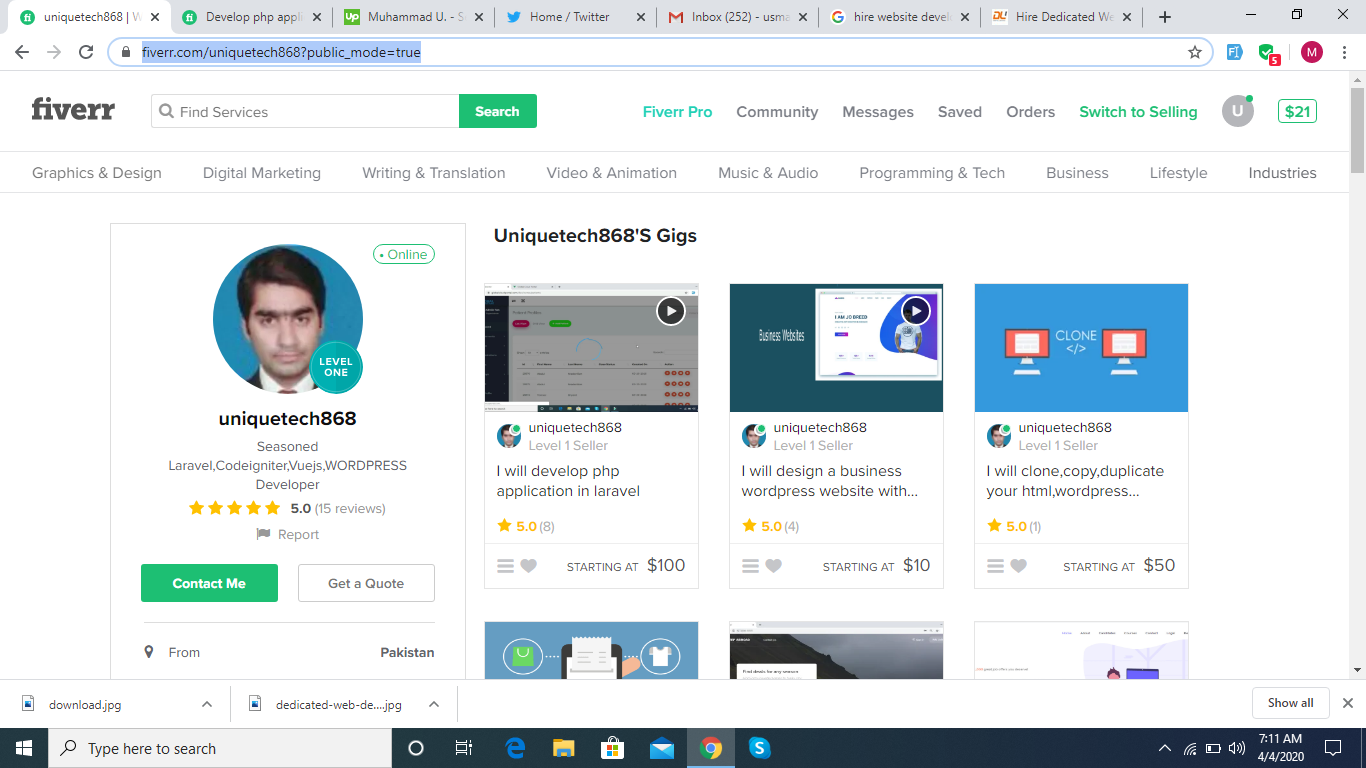 uniquetech868 | W
Develop php appli
Muhammad U. - S
Home / Twitter
Inbox (252) - usma
hire website devel
Hire Dedicated We
fiverr.com/uniquetech868?public_mode=true
5
M
fiverr
Find Services
Search
Fiverr Pro
Community
Messages
Saved
Orders
Switch to Selling
U
$21
Graphics & Design
Digital Marketing
Writing & Translation
Video & Animation
Music & Audio
Programming & Tech
Business
Lifestyle
Industries
• Online
LEVEL
ONE
uniquetech868
Seasoned
Laravel,Codeigniter,Vuejs,WORDPRESS
Developer
5.0 (15 reviews)
Report
Contact Me
Get a Quote
From
Pakistan
Uniquetech868'S Gigs
uniquetech868
Level 1 Seller
I will develop php
application in laravel
5.0 (8)
STARTING AT $100
Business Websites
I AM JO BREED
uniquetech868
Level 1 Seller
I will design a business
wordpress website with...
5.0 (4)
STARTING AT $10
CLONE
</>
uniquetech868
Level 1 Seller
I will clone,copy,duplicate
your html,wordpress...
5.0 (1)
STARTING AT $50
Find deals for any season
download.jpg
dedicated-web-de....jpg
Show all
Type here to search
7:11 AM
4/4/2020